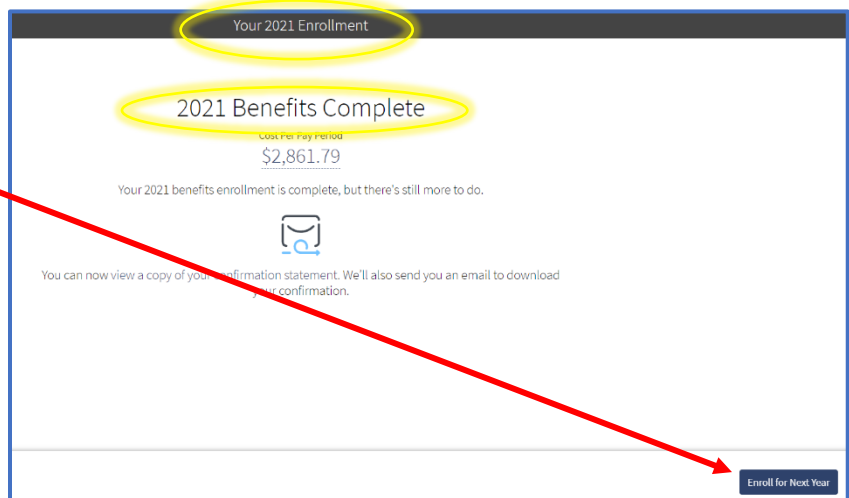 Your 2021 Enrollment
2021 Benefits Complete
Cost Per Pay Period
$2,861.79
Your 2021 benefits enrollment is complete, but there's still more to do.
You can now view a copy of your confirmation statement. We'll also send you an email to download
your confirmation.
Enroll for Next Year